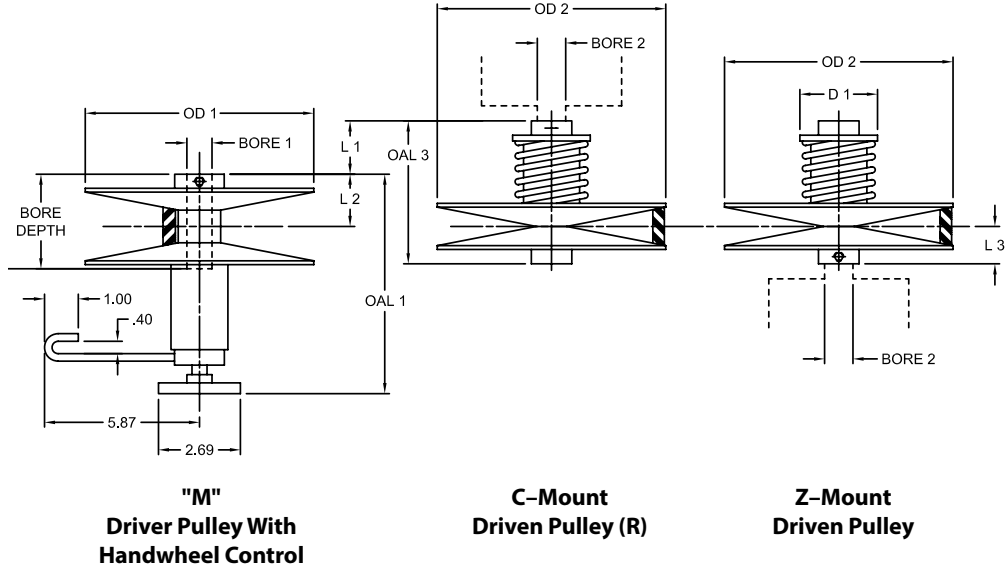 OD 1
BORE 1
BORE
DEPTH
L 1
L 2
OAL 1
1.00
.40
5.87
2.69
"M"
Driver Pulley With
Handwheel Control
OD 2
BORE 2
OAL 3
C–Mount
Driven Pulley (R)
OD 2
D 1
L 3
BORE 2
Z–Mount
Driven Pulley